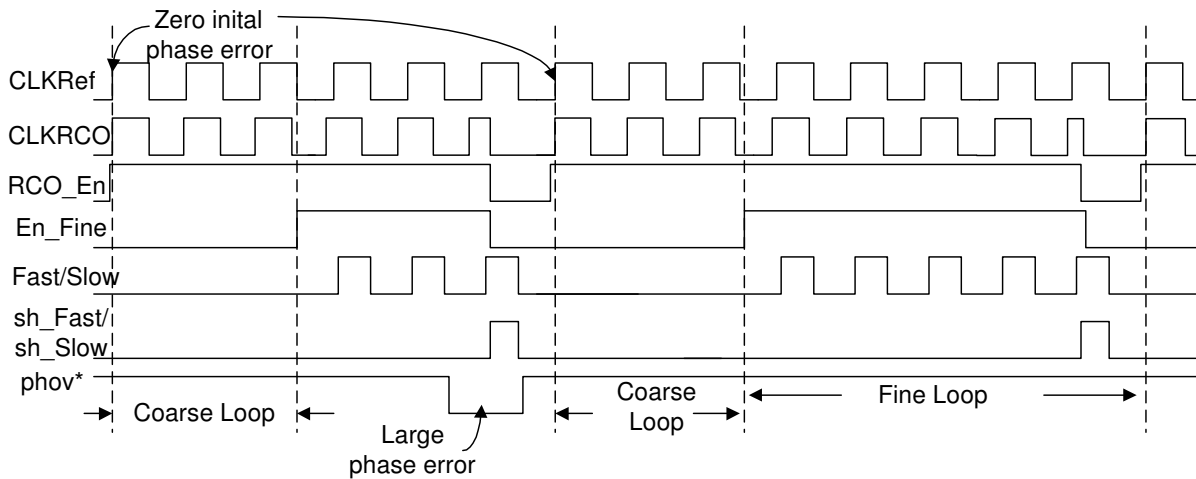 Zero inital
phase error
CLKRef
CLKRCO
RCO_En
En_Fine
Fast/Slow
sh_Fast/
sh_Slow
phov*
Coarse Loop
Large
phase error
Coarse
Loop
Fine Loop